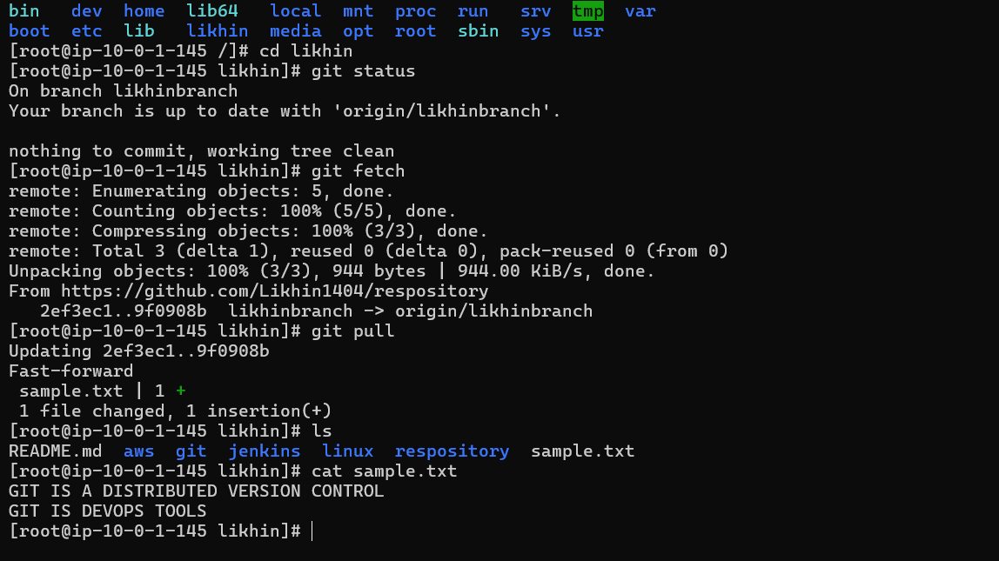 bin   dev  home  lib64   local  mnt  proc  run   srv  tmp  var
boot  etc  lib   likhin  media  opt  root  sbin  sys  usr
[root@ip-10-0-1-145 /]# cd likhin
[root@ip-10-0-1-145 likhin]# git status
On branch likhinbranch
Your branch is up to date with 'origin/likhinbranch'.

nothing to commit, working tree clean
[root@ip-10-0-1-145 likhin]# git fetch
remote: Enumerating objects: 5, done.
remote: Counting objects: 100% (5/5), done.
remote: Compressing objects: 100% (3/3), done.
remote: Total 3 (delta 1), reused 0 (delta 0), pack-reused 0 (from 0)
Unpacking objects: 100% (3/3), 944 bytes | 944.00 KiB/s, done.
From https://github.com/Likhin1404/respository
   2ef3ec1..9f0908b  likhinbranch -> origin/likhinbranch
[root@ip-10-0-1-145 likhin]# git pull
Updating 2ef3ec1..9f0908b
Fast-forward
 sample.txt | 1 +
 1 file changed, 1 insertion(+)
[root@ip-10-0-1-145 likhin]# ls
README.md  aws  git  jenkins  linux  respository  sample.txt
[root@ip-10-0-1-145 likhin]# cat sample.txt
GIT IS A DISTRIBUTED VERSION CONTROL
GIT IS DEVOPS TOOLS
[root@ip-10-0-1-145 likhin]#